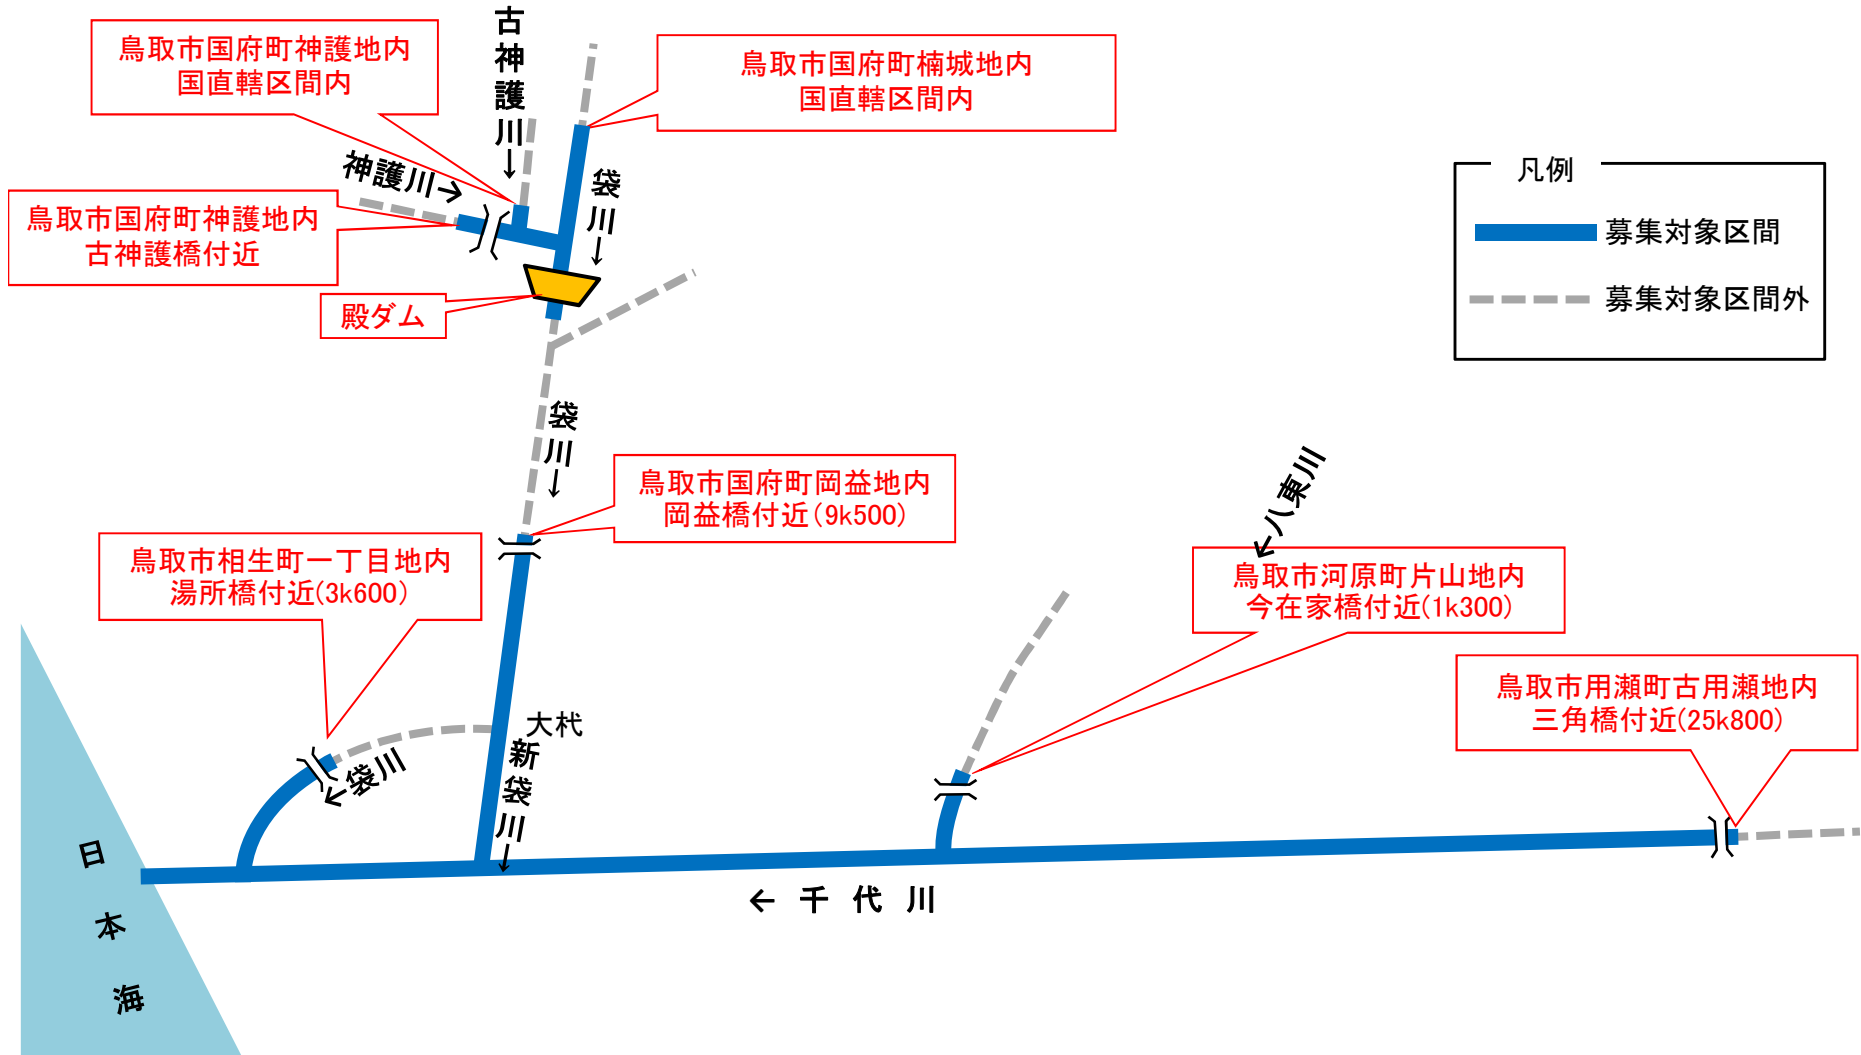 鳥取市国府町神護地内
国直轄区間内
古神護川→
鳥取市国府町楠城地内
国直轄区間内
神護川→
袋川→
鳥取市国府町神護地内
古神護橋付近
殿ダム
凡例
募集対象区間
募集対象区間外
袋川→
鳥取市国府町岡益地内
岡益橋付近(9k500)
←八東川
鳥取市相生町一丁目地内
湯所橋付近(3k600)
鳥取市河原町片山地内
今在家橋付近(1k300)
鳥取市用瀬町古用瀬地内
三角橋付近(25k800)
大杙
新袋川→
←袋川
←千代川
日本海